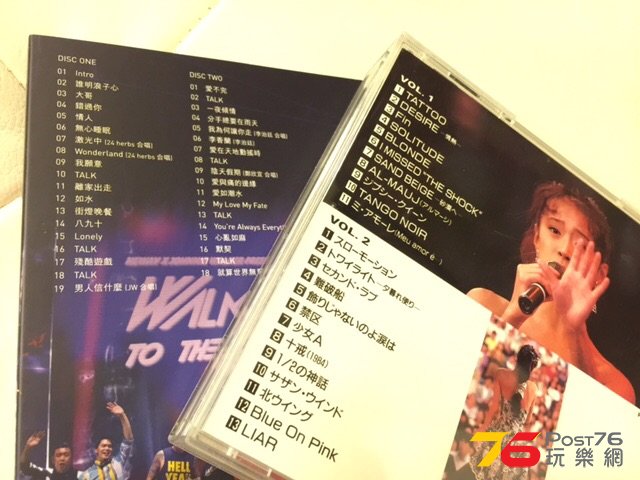 DISC ONE
01 Intro
02 誰明浪子心
03 大哥
04 錯過你
05 情人
06 無心睡眠
07 激光中 (24 herbs 合唱)
08 Wonderland (24 herbs 合唱)
09 我願意
10 TALK
11 離家出走
12 如水
13 街燈晚餐
14 八九十
15 Lonely
16 TALK
17 殘酷遊戲
18 TALK
19 男人信什麼 (JW 合唱)
DISC TWO
01 愛不完
02 TALK
03 一夜傾情
04 分手總要在雨天
05 我為何讓你走 (李治廷 合唱)
06 李香蘭 (李治廷)
07 愛在天地動搖時
08 TALK
09 陰天假期 (鄭欣宜 合唱)
10 愛與痛的邊緣
11 愛如潮水
12 My Love My Fate
13 TALK
14 You're Always Every
15 心亂如麻
16 默契
17 TALK
18 就算世界無
WALK
TO THE
HELL
YEAH
VOL. 1
1 TATTOO
2 DESIRE -情熱-
3 Fin
4 SOLITUDE
5 BLONDE
6 I MISSED "THE SHOCK"
7 SAND BEIGE -砂漠へ-
8 AL-MAUJ (アルマージ)
9 ジプシー・クイーン
10 TANGO NOIR
11 ミ・アモーレ (Meu amor é...)
VOL. 2
1 スローモーション
2 トワイライト -夕暮れ便り-
3 セカンド・ラブ
4 難破船
5 飾りじゃないのよ涙は
6 禁区
7 少女A
8 十戒 (1984)
9 1/2の神話
10 サザン・ウインド
11 北ウイング
12 Blue On Pink
13 LIAR
76 Post76
玩樂網